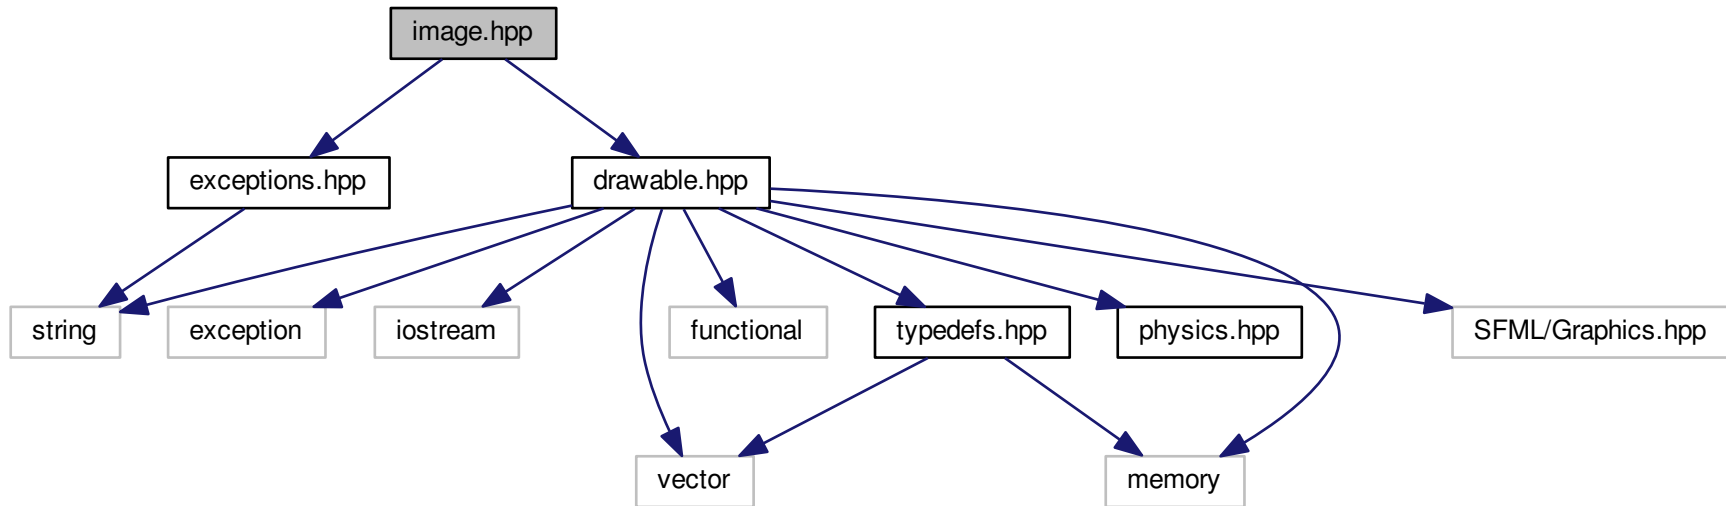 image.hpp
exceptions.hpp
drawable.hpp
string
exception
iostream
functional
typedefs.hpp
physics.hpp
SFML/Graphics.hpp
vector
memory